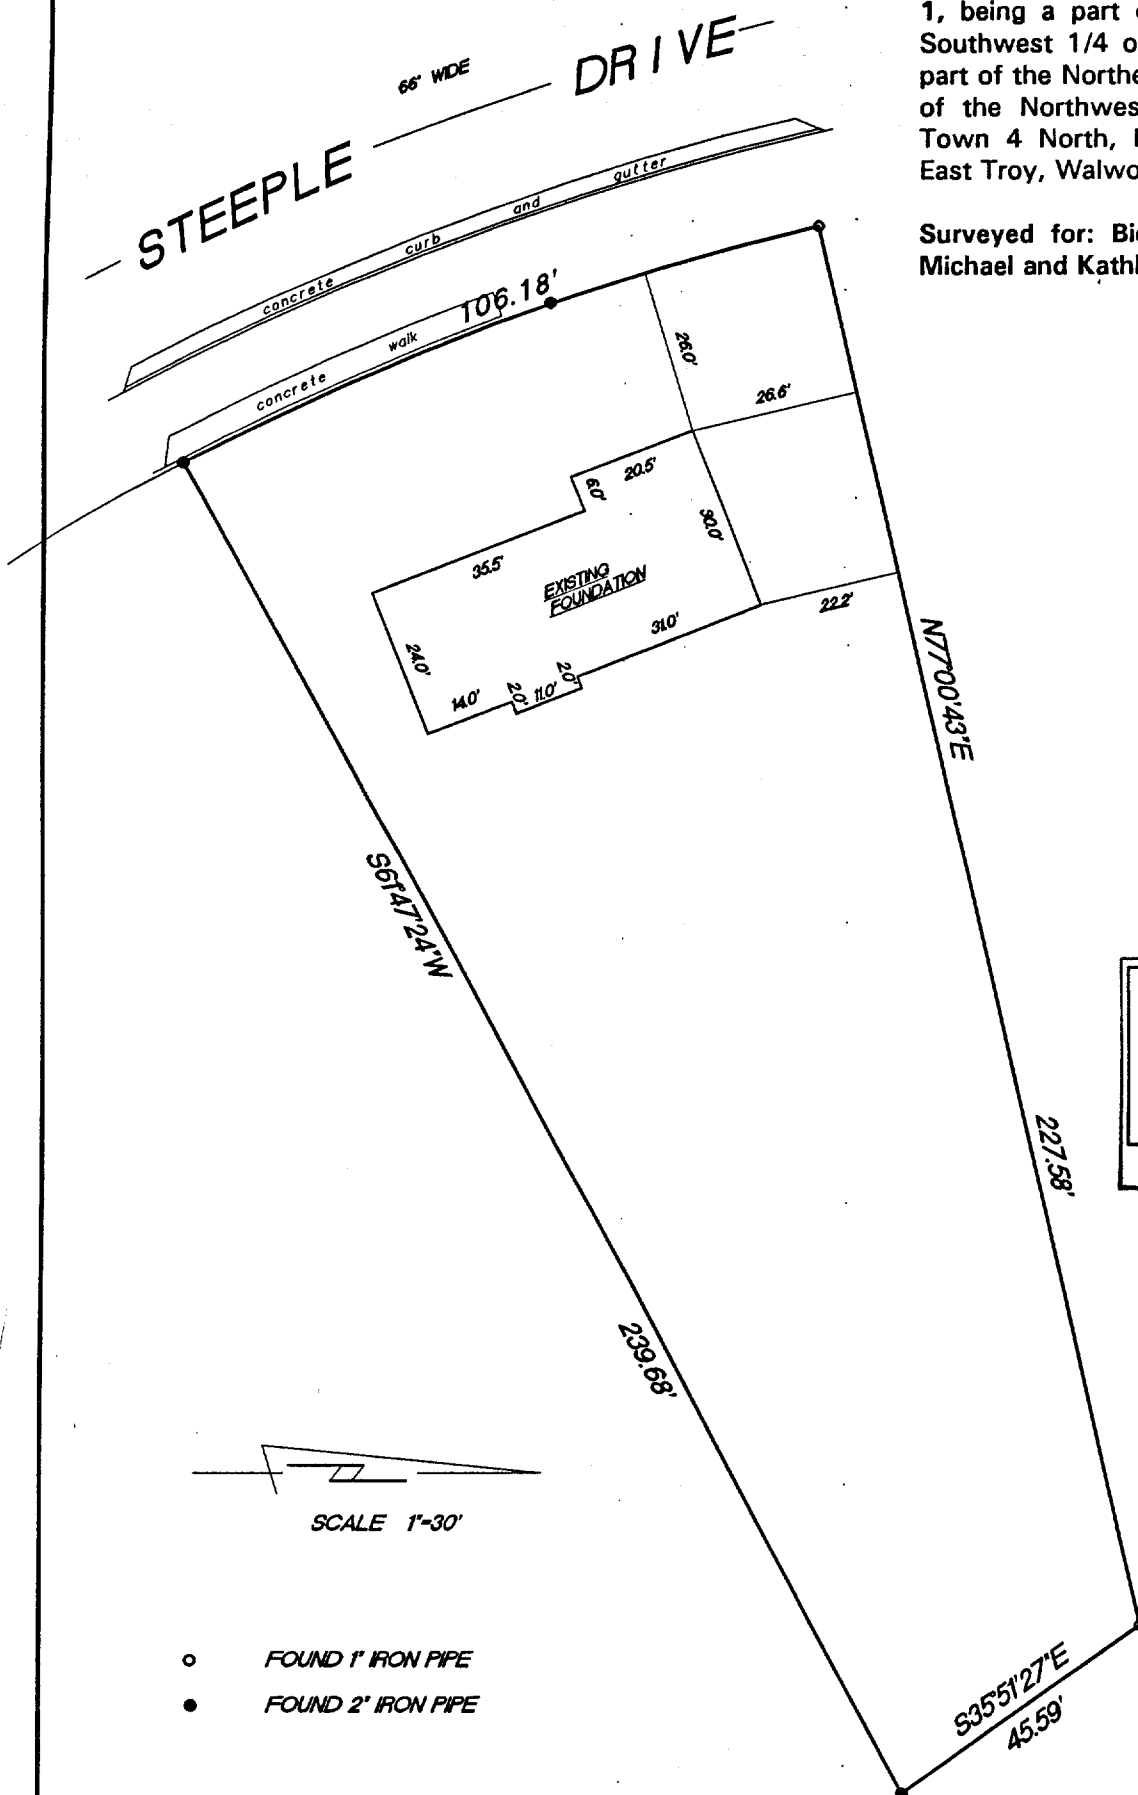 1, being a part
Southwest 1/4 o
part of the Northe
of the Northwes
Town 4 North,
East Troy, Walwo
Surveyed for: Bi
Michael and Kath
66' WIDE
STEEPLE DRIVE
concrete curb and gutter
106.18'
concrete walk
26.0'
26.6'
20.5'
6.0'
30.0'
35.5'
EXISTING
FOUNDATION
22.2'
31.0'
24.0'
2.0'
2.0'
11.0'
14.0'
N77°00'43"E
S61°47'24"W
227.58'
239.68'
SCALE 1"=30'
FOUND 1" IRON PIPE
FOUND 2" IRON PIPE
S35°51'27"E
45.59'